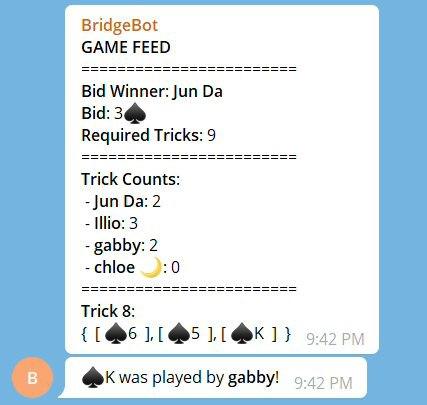 BridgeBot
GAME FEED
========================
Bid Winner: Jun Da
Bid: 3♠
Required Tricks: 9
========================
Trick Counts:
- Jun Da: 2
- Illio: 3
- gabby: 2
- chloe 🌙: 0
========================
Trick 8:
{ [ ♠6 ],[ ♠5 ],[ ♠K ] } 9:42 PM
B
♠K was played by gabby! 9:42 PM